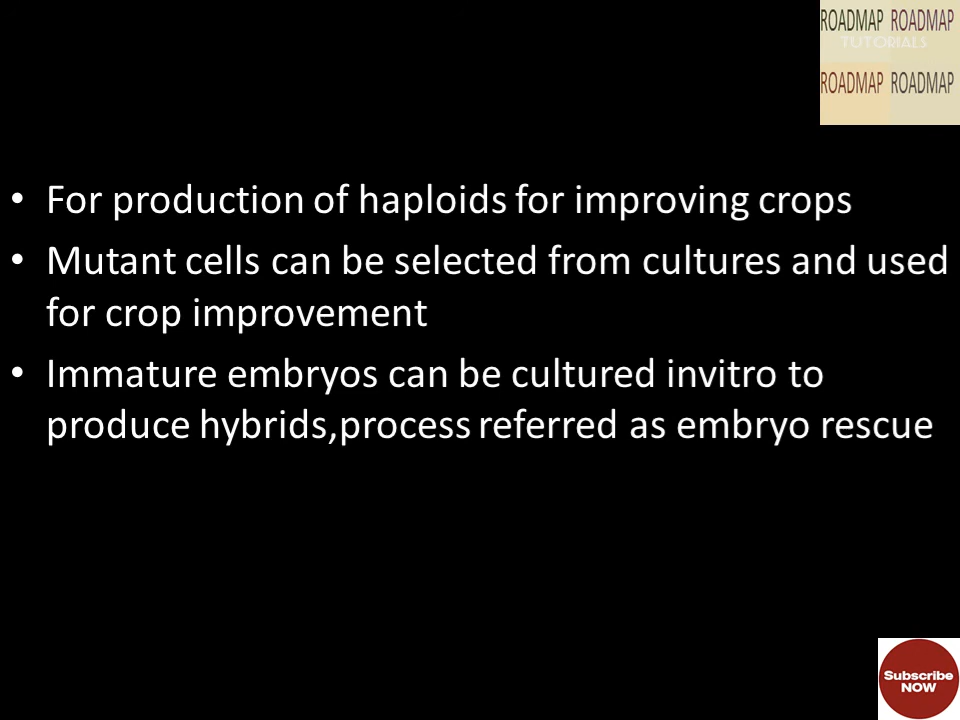 ROADMAP ROADMAP
TUTORIALS
ROADMAP ROADMAP
• For production of haploids for improving crops
• Mutant cells can be selected from cultures and used
for crop improvement
• Immature embryos can be cultured invitro to
produce hybrids,process referred as embryo rescue
Subscribe
NOW